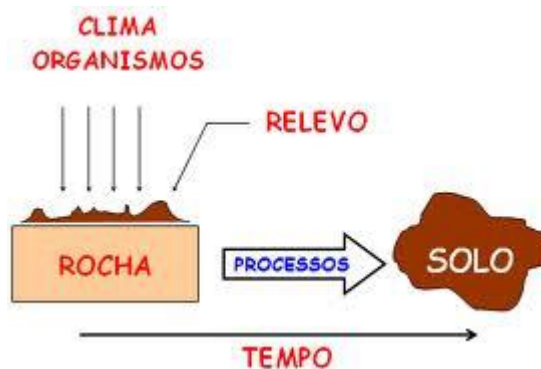 CLIMA
ORGANISMOS
RELEVO
ROCHA
PROCESSOS
SOLO
TEMPO